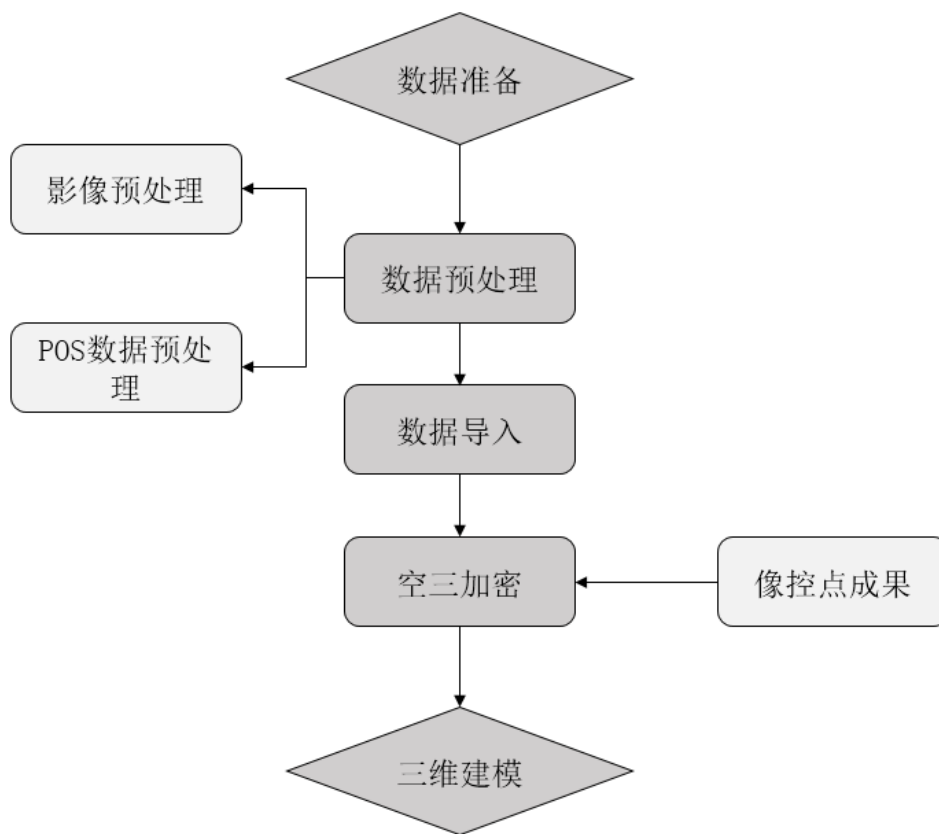 数据准备
影像预处理
数据预处理
POS数据预处
理
数据导入
空三加密
像控点成果
三维建模